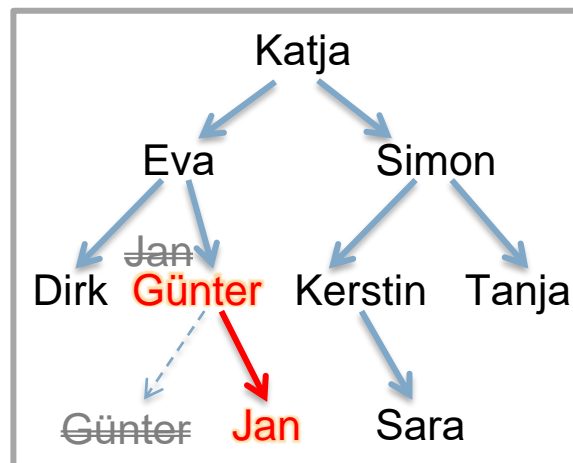 Katja
Eva Simon
Jan
Dirk Günter Kerstin Tanja
Günter Jan Sara